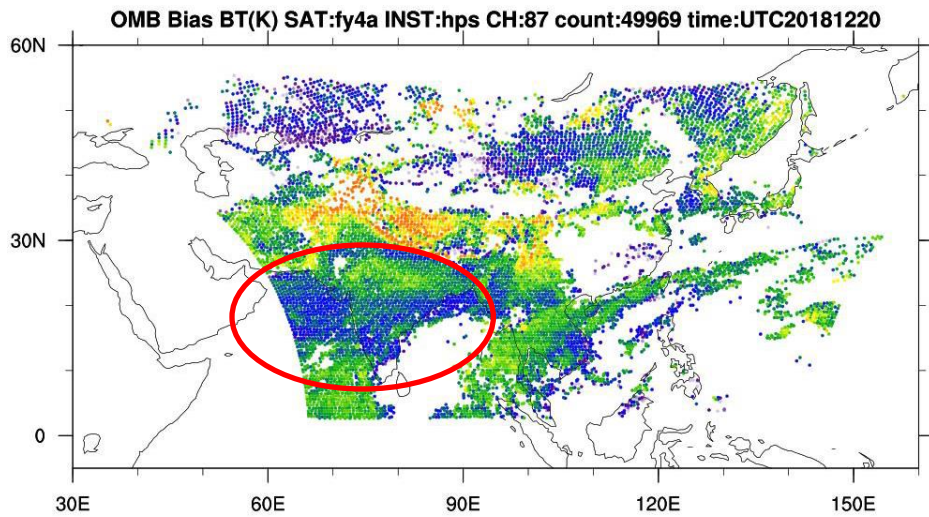 OMB Bias BT(K) SAT:fy4a INST:hps CH:87 count:49969 time:UTC20181220
60N
30N
0
30E 60E 90E 120E 150E